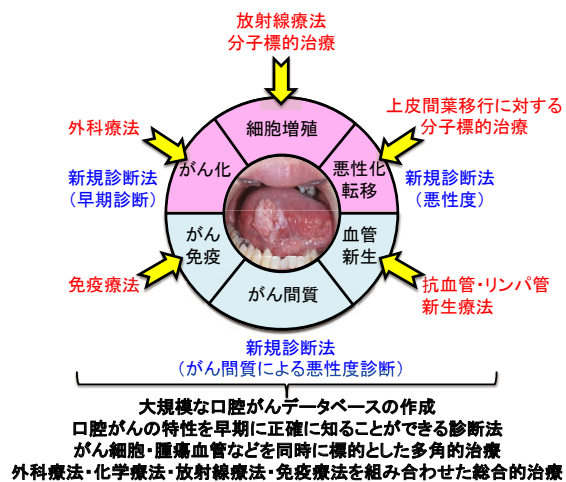 放射線療法
分子標的治療
外科療法
細胞増殖
上皮間葉移行に対する
分子標的治療
新規診断法
(早期診断)
がん化
悪性化
転移
新規診断法
(悪性度)
がん
免疫
血管
新生
免疫療法
がん間質
抗血管・リンパ管
新生療法
新規診断法
(がん間質による悪性度診断)
大規模な口腔がんデータベースの作成
口腔がんの特性を早期に正確に知ることができる診断法
がん細胞・腫瘍血管などを同時に標的とした多角的治療
外科療法・化学療法・放射線療法・免疫療法を組み合わせた総合的治療